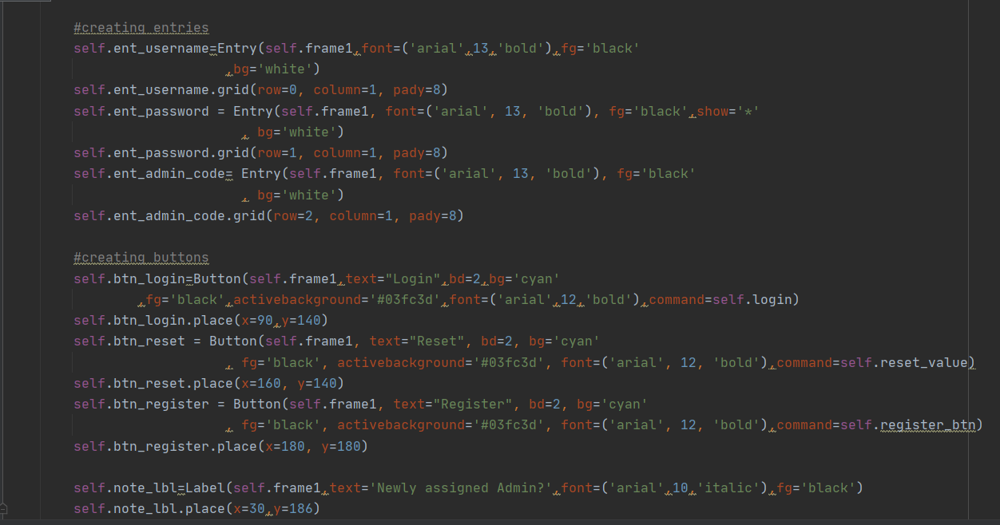 #creating entries
self.ent_username=Entry(self.frame1,font=('arial',13,'bold'),fg='black'
,bg='white')
self.ent_username.grid(row=0, column=1, pady=8)
self.ent_password = Entry(self.frame1, font=('arial', 13, 'bold'), fg='black',show='*'
, bg='white')
self.ent_password.grid(row=1, column=1, pady=8)
self.ent_admin_code= Entry(self.frame1, font=('arial', 13, 'bold'), fg='black'
, bg='white')
self.ent_admin_code.grid(row=2, column=1, pady=8)
#creating buttons
self.btn_login=Button(self.frame1,text="Login",bd=2,bg='cyan'
,fg='black',activebackground='#03fc3d',font=('arial',12,'bold'),command=self.login)
self.btn_login.place(x=90,y=140)
self.btn_reset = Button(self.frame1, text="Reset", bd=2, bg='cyan'
, fg='black', activebackground='#03fc3d', font=('arial', 12, 'bold'),command=self.reset_value)
self.btn_reset.place(x=160, y=140)
self.btn_register = Button(self.frame1, text="Register", bd=2, bg='cyan'
, fg='black', activebackground='#03fc3d', font=('arial', 12, 'bold'),command=self.register_btn)
self.btn_register.place(x=180, y=180)
self.note_lbl=Label(self.frame1,text='Newly assigned Admin?',font=('arial',10,'italic'),fg='black')
self.note_lbl.place(x=30,y=186)